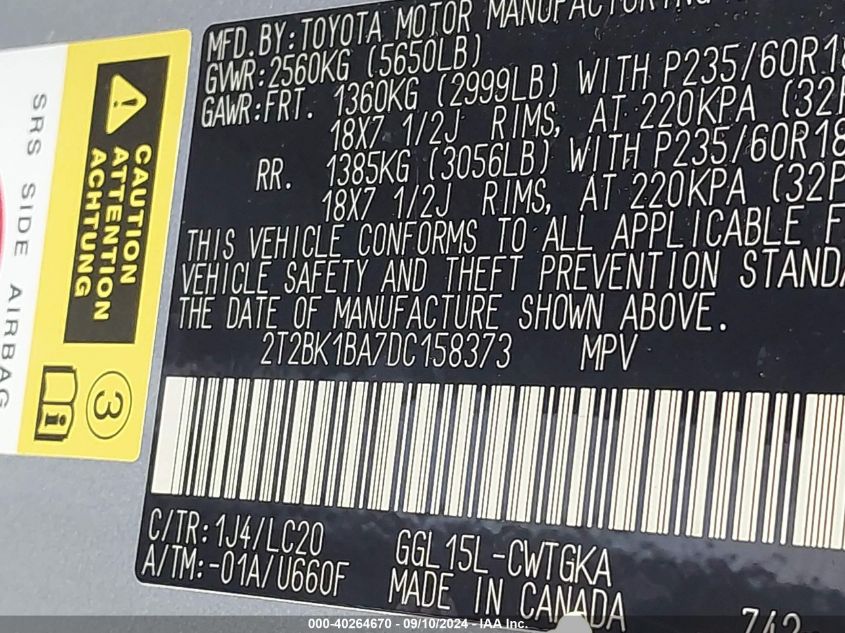 MFD. BY: TOYOTA MOTOR MANUFACTURING
GVWR: 2560KG (5650LB)
GAWR: FRT. 1360KG (2999LB) WITH P235/60R18
18X7 1/2J RIMS, AT 220KPA (32P
RR. 1385KG (3056LB) WITH P235/60R18
18X7 1/2J RIMS, AT 220KPA (32P
THIS VEHICLE CONFORMS TO ALL APPLICABLE F
VEHICLE SAFETY AND THEFT PREVENTION STANDA
THE DATE OF MANUFACTURE SHOWN ABOVE.
2T2BK1BA7DC158373 MPV
C/TR: 1J4/LC20 GGL15L-CWTGKA
A/TM: -01A/U660F MADE IN CANADA 742
SRS SIDE AIRBAG
CAUTION
ATTENTION
ACHTUNG
3
000-40264670 - 09/10/2024 - IAA Inc.